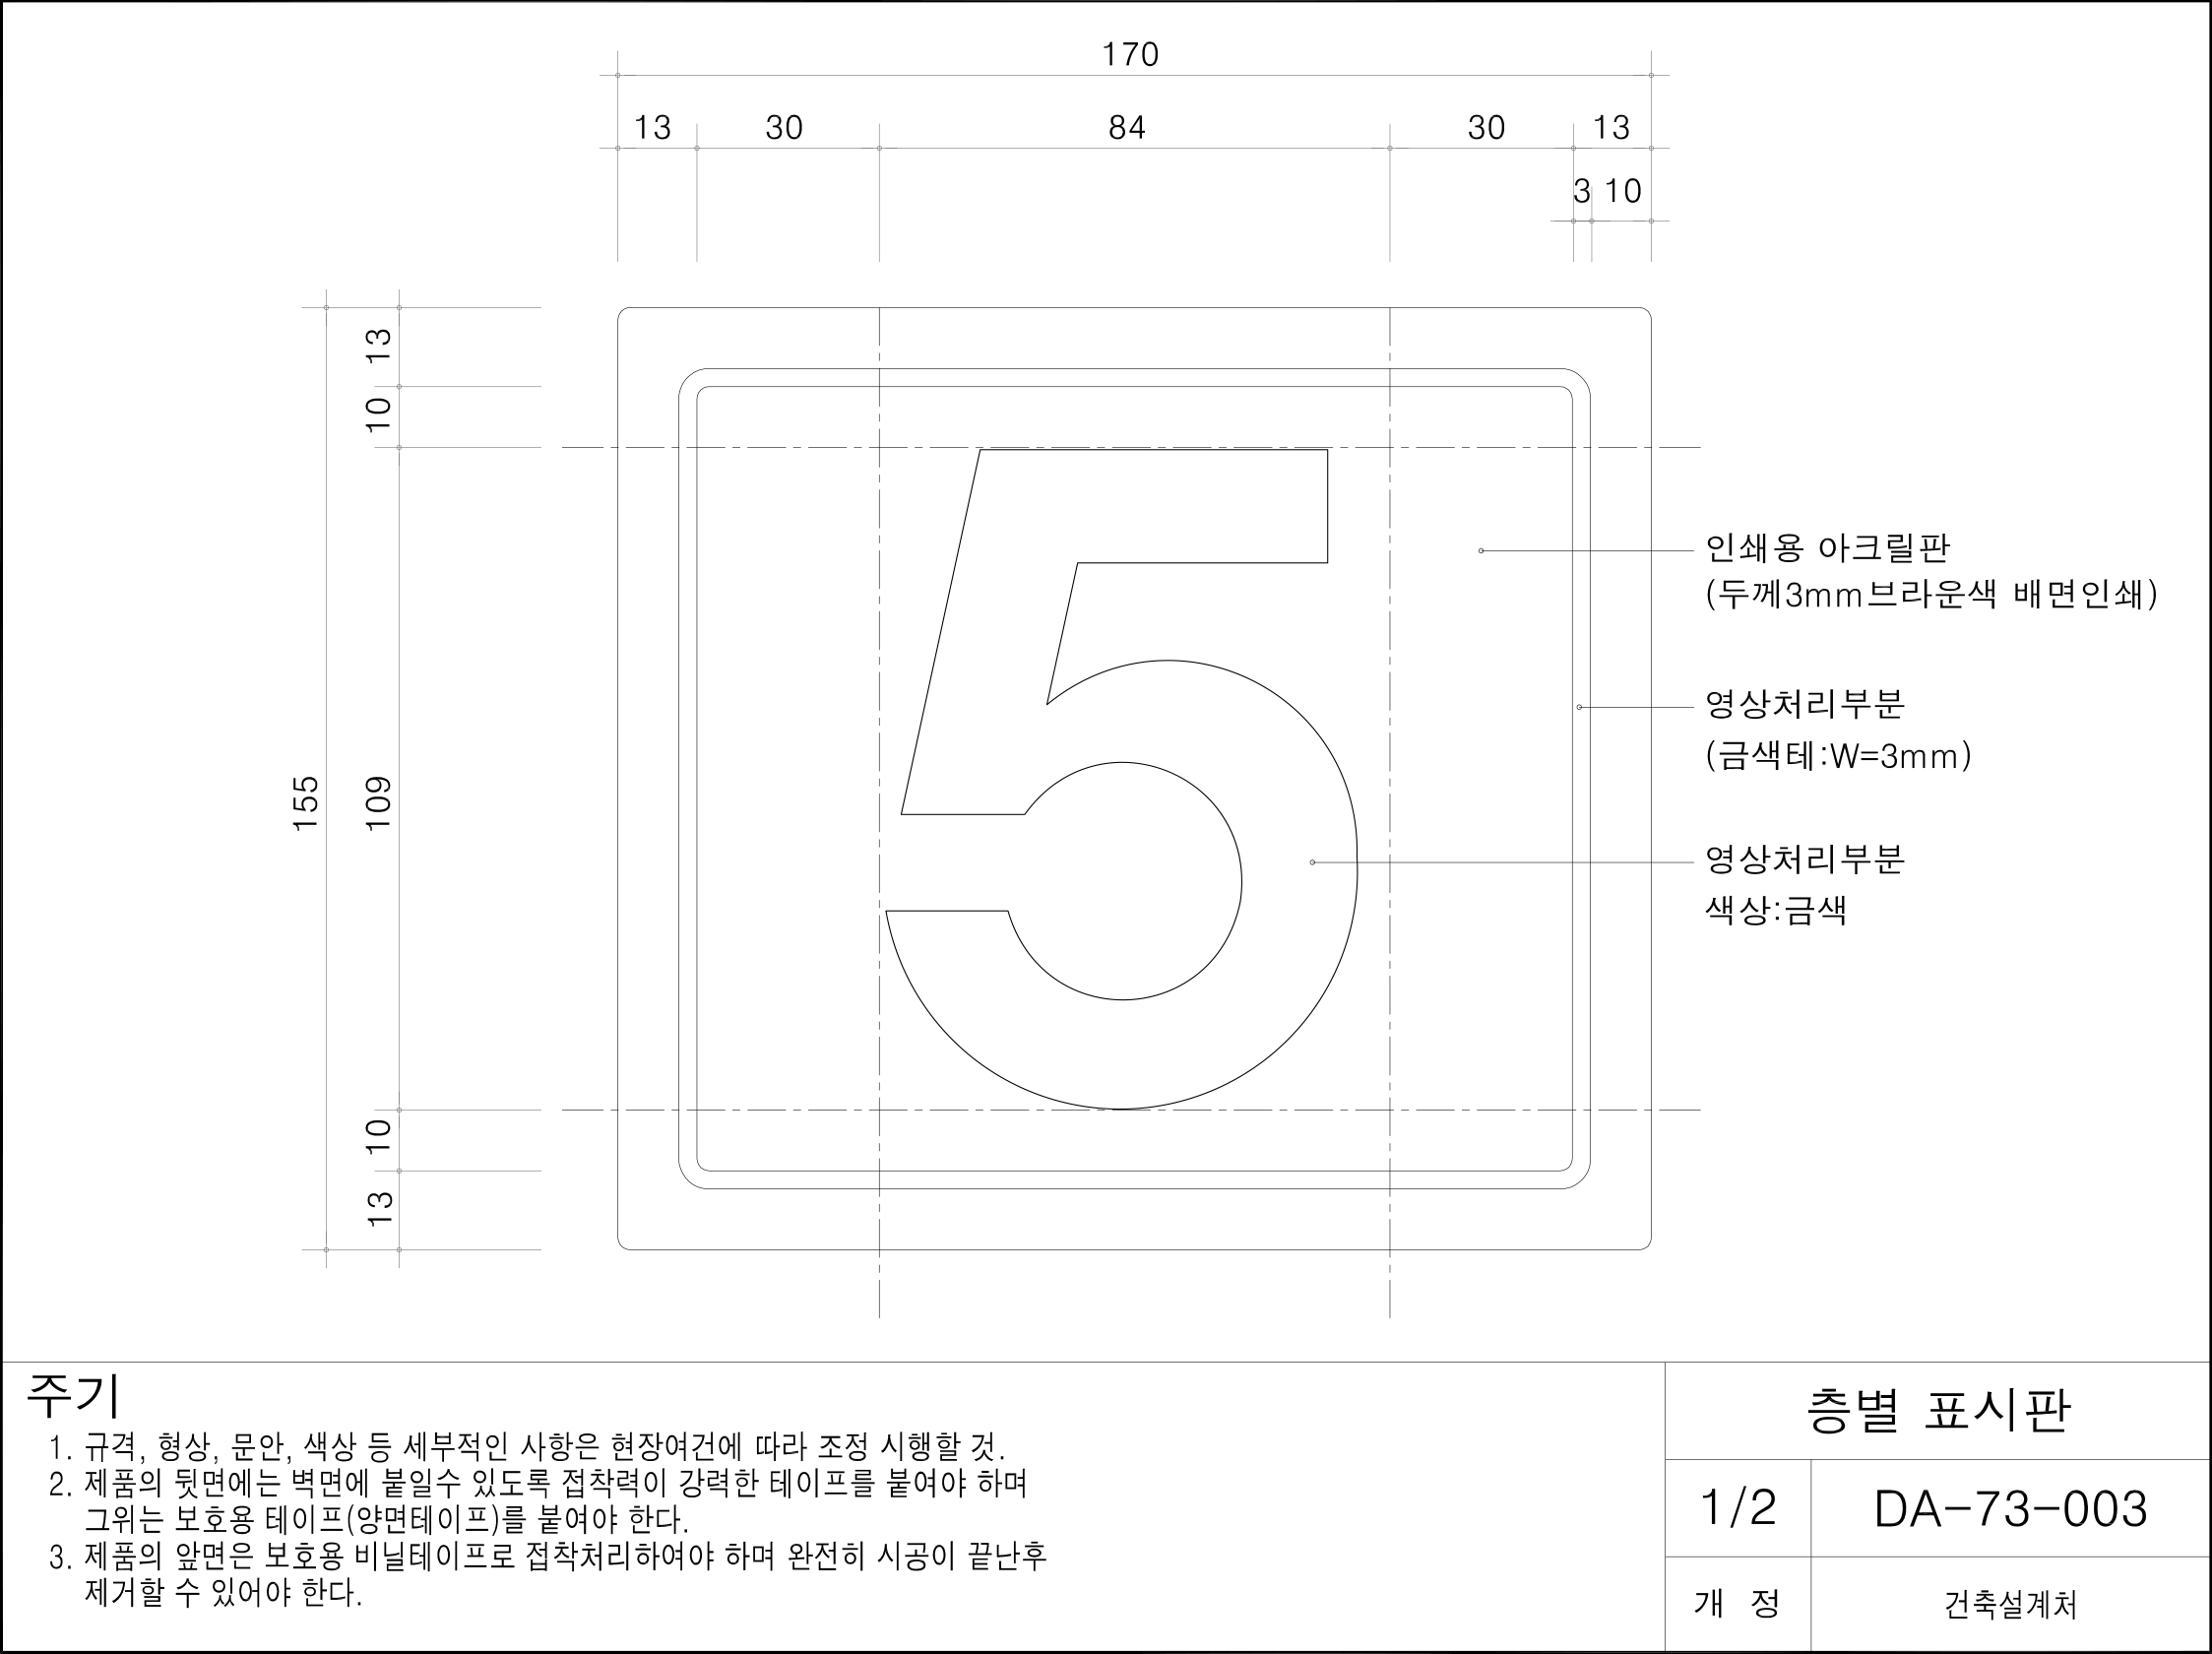 170
13 30 84 30 13
3 10
13
10
109
155
10
13
5
인쇄용 아크릴판
(두께3mm브라운색 배면인쇄)
영상처리부분
(금색테:W=3mm)
영상처리부분
색상:금색
주기
1. 규격, 형상, 문안, 색상 등 세부적인 사항은 현장여건에 따라 조정 시행할 것.
2. 제품의 뒷면에는 벽면에 붙일수 있도록 접착력이 강력한 테이프를 붙여야 하며
그위는 보호용 테이프(양면테이프)를 붙여야 한다.
3. 제품의 앞면은 보호용 비닐테이프로 접착처리하여야 하며 완전히 시공이 끝난후
제거할 수 있어야 한다.
층별 표시판
1/2 DA-73-003
개 정 건축설계처